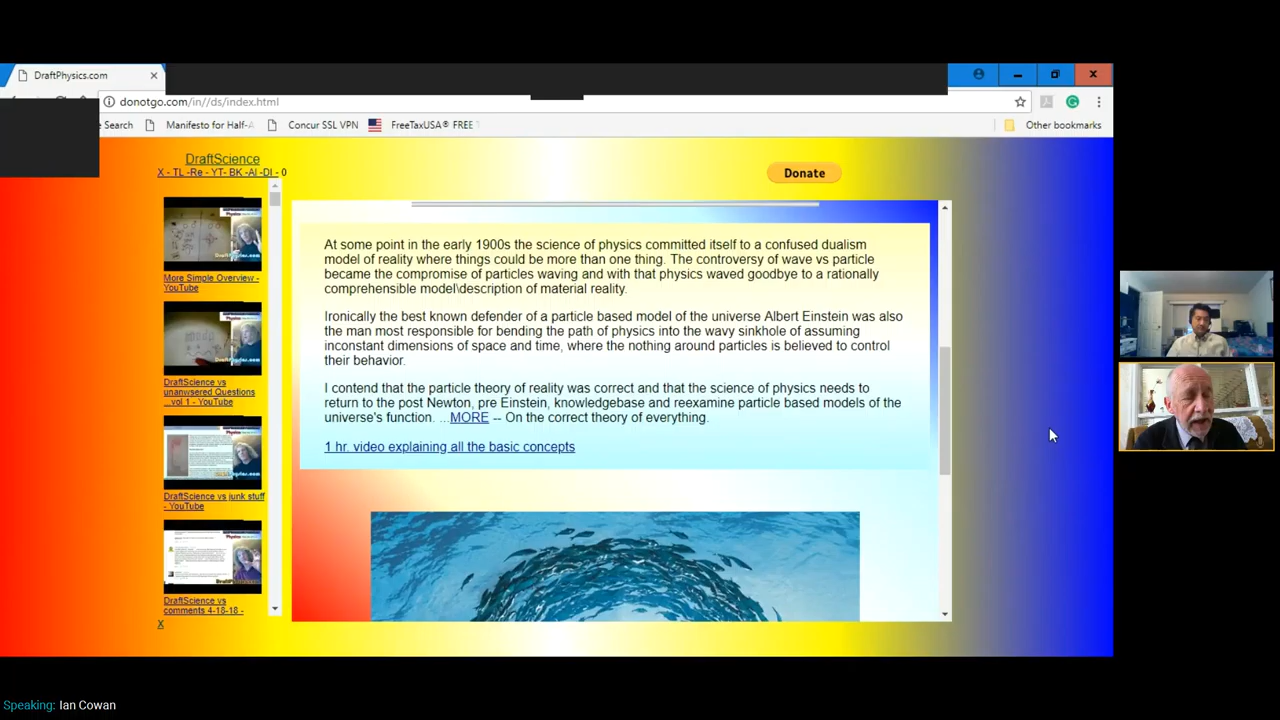 DraftPhysics.com
donotgo.com/in//ds/index.html
e Search
Manifesto for Half-A
Concur SSL VPN
FreeTaxUSA® FREE
Other bookmarks
DraftScience
X - TL -Re - YT- BK -AI -DI - 0
Donate
More Simple Overview -
YouTube
DraftScience vs
unanwsered Questions
...vol 1 - YouTube
DraftScience vs junk stuff
- YouTube
DraftScience vs
comments 4-18-18 -
X
At some point in the early 1900s the science of physics committed itself to a confused dualism
model of reality where things could be more than one thing. The controversy of wave vs particle
became the compromise of particles waving and with that physics waved goodbye to a rationally
comprehensible model\description of material reality.
Ironically the best known defender of a particle based model of the universe Albert Einstein was also
the man most responsible for bending the path of physics into the wavy sinkhole of assuming
inconstant dimensions of space and time, where the nothing around particles is believed to control
their behavior.
I contend that the particle theory of reality was correct and that the science of physics needs to
return to the post Newton, pre Einstein, knowledgebase and reexamine particle based models of the
universe's function. ...MORE -- On the correct theory of everything.
1 hr. video explaining all the basic concepts
Speaking: Ian Cowan